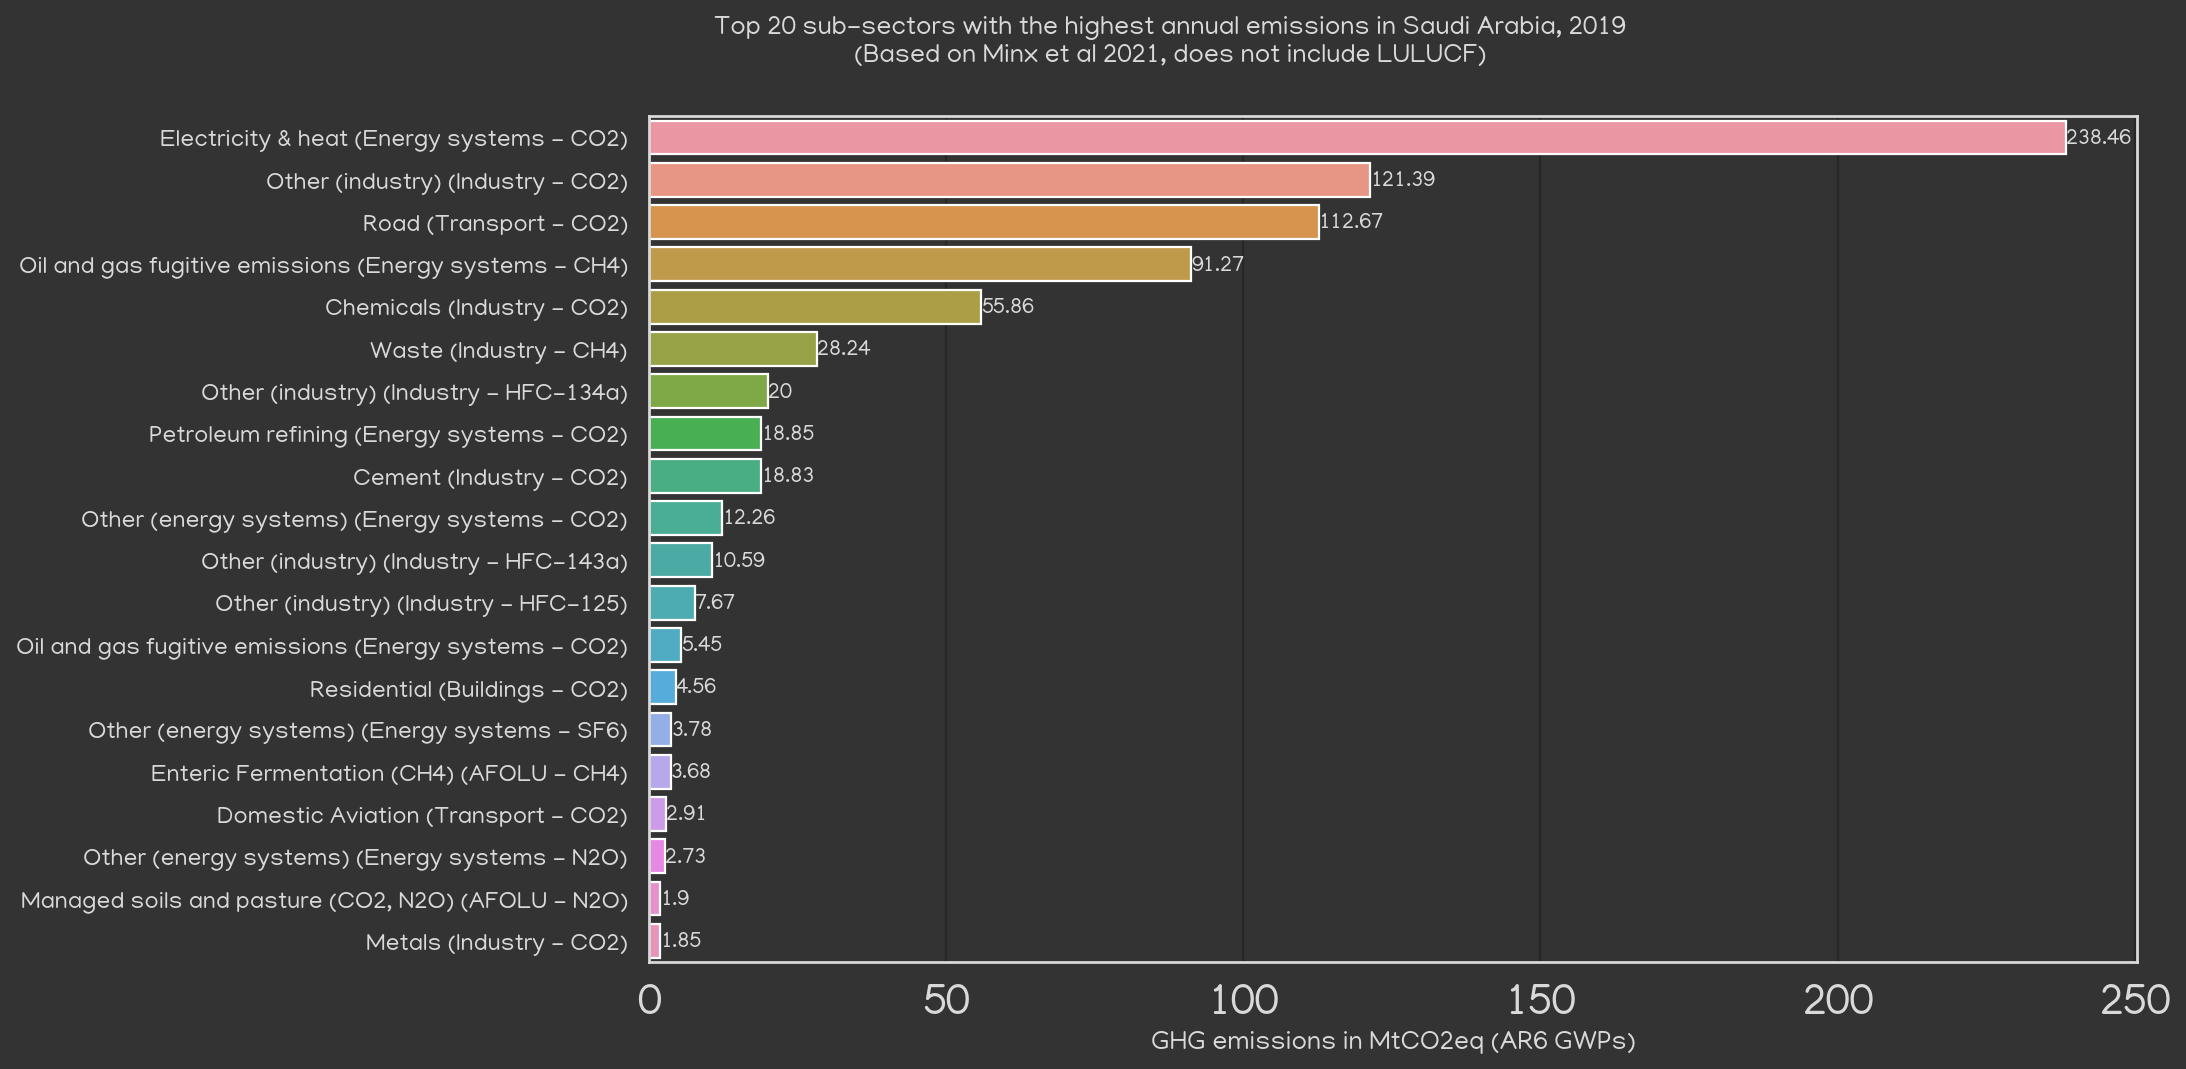 Top 20 sub-sectors with the highest annual emissions in Saudi Arabia, 2019
(Based on Minx et al 2021, does not include LULUCF)
Electricity & heat (Energy systems - CO2) 238.46
Other (industry) (Industry - CO2) 121.39
Road (Transport - CO2) 112.67
Oil and gas fugitive emissions (Energy systems - CH4) 91.27
Chemicals (Industry - CO2) 55.86
Waste (Industry - CH4) 28.24
Other (industry) (Industry - HFC-134a) 20
Petroleum refining (Energy systems - CO2) 18.85
Cement (Industry - CO2) 18.83
Other (energy systems) (Energy systems - CO2) 12.26
Other (industry) (Industry - HFC-143a) 10.59
Other (industry) (Industry - HFC-125) 7.67
Oil and gas fugitive emissions (Energy systems - CO2) 5.45
Residential (Buildings - CO2) 4.56
Other (energy systems) (Energy systems - SF6) 3.78
Enteric Fermentation (CH4) (AFOLU - CH4) 3.68
Domestic Aviation (Transport - CO2) 2.91
Other (energy systems) (Energy systems - N2O) 2.73
Managed soils and pasture (CO2, N2O) (AFOLU - N2O) 1.9
Metals (Industry - CO2) 1.85
0 50 100 150 200 250
GHG emissions in MtCO2eq (AR6 GWPs)